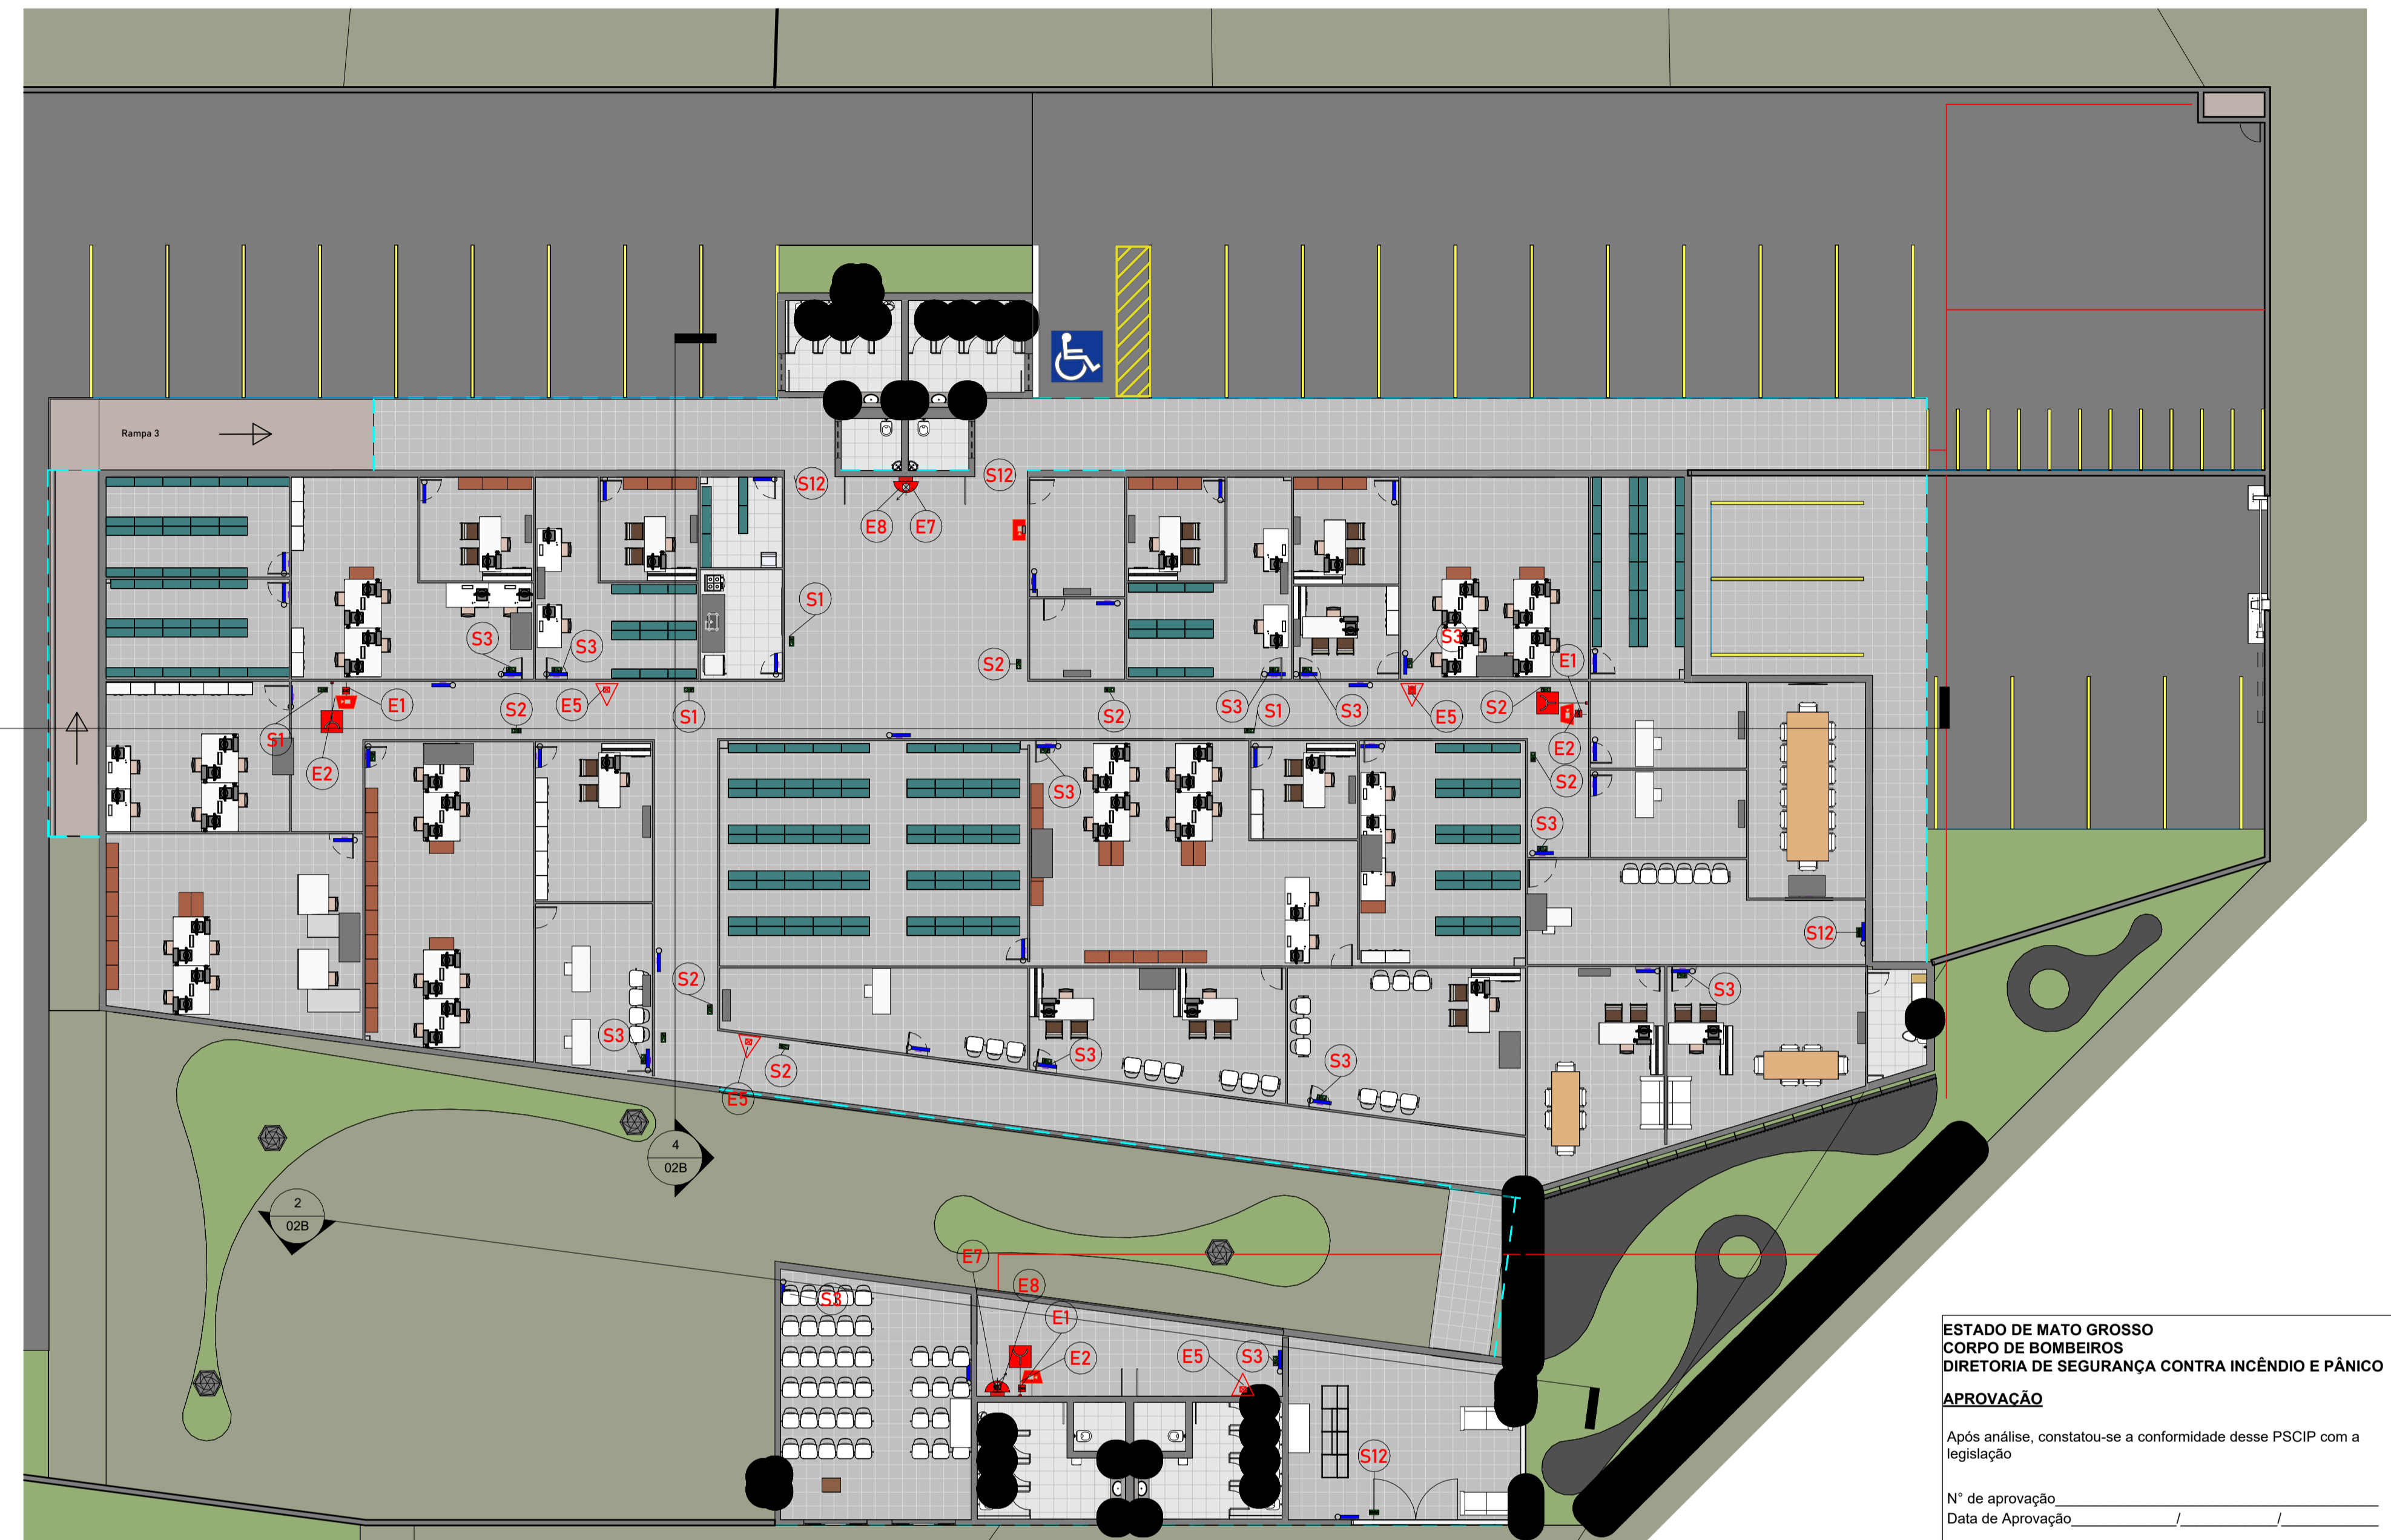 Rampa 3
S12
S12
E8
E7
S1
S3
S3
S3
S2
E1
S1
E1
E2
S2
E5
S1
S2
S3
S1
S3
E5
S2
E2
S3
S2
S3
S12
S2
S3
S3
S2
S3
S3
E5
4
02B
2
02B
E7
E8
S3
E1
E2
E5
S3
S12
ESTADO DE MATO GROSSO
CORPO DE BOMBEIROS
DIRETORIA DE SEGURANÇA CONTRA INCÊNDIO E PÂNICO
APROVAÇÃO
Após análise, constatou-se a conformidade desse PSCIP com a
legislação
N° de aprovação
Data de Aprovação / /